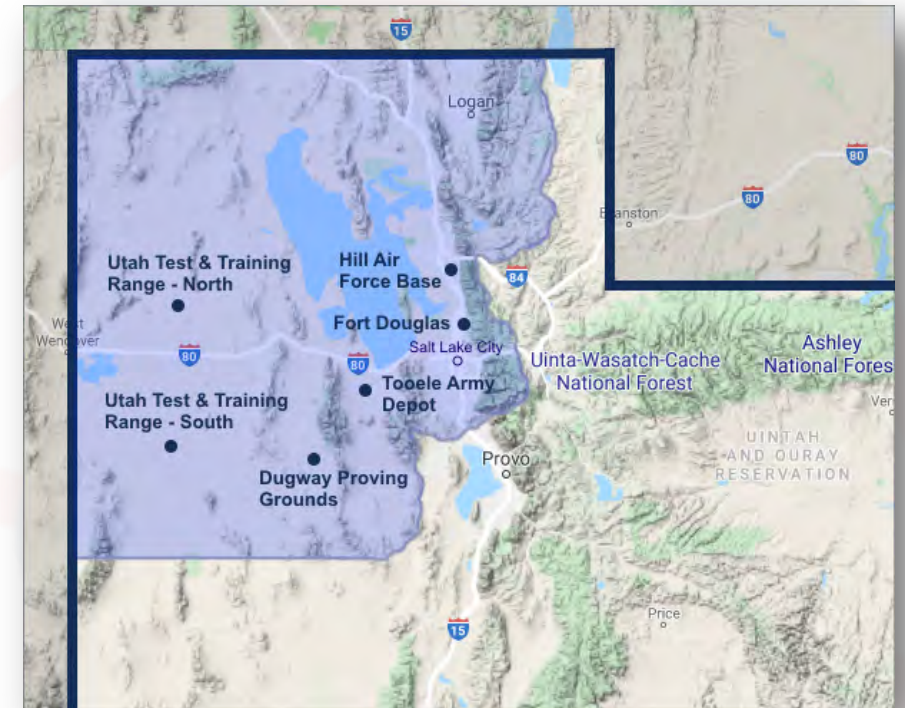 15
Logan
80
80
Evanston
Utah Test & Training
Range - North
Hill Air
Force Base
84
West
Wendover
Fort Douglas
Salt Lake City
80
80
Uinta-Wasatch-Cache
National Forest
Ashley
National Fores
Tooele Army
Depot
Utah Test & Training
Range - South
Ver
UINTAH
AND OURAY
RESERVATION
Provo
Dugway Proving
Grounds
Price
15